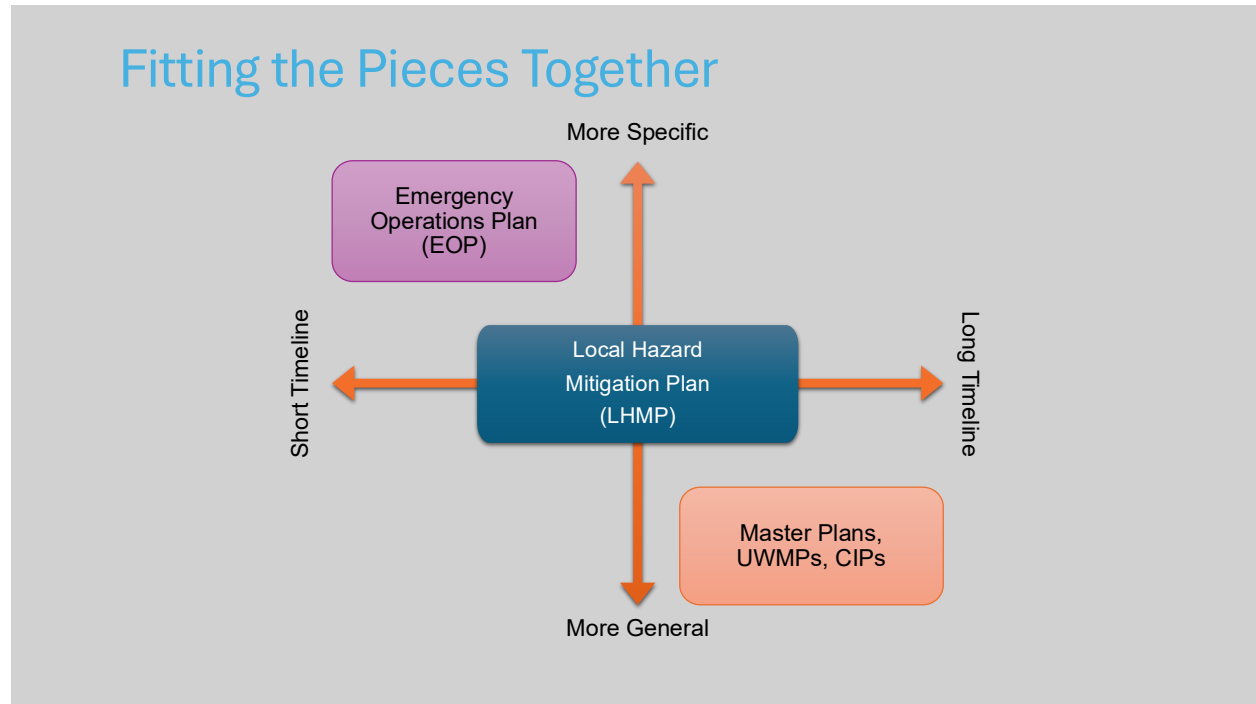 Fitting the Pieces Together
More Specific
Emergency
Operations Plan
(EOP)
Short Timeline
Local Hazard
Mitigation Plan
(LHMP)
Long Timeline
Master Plans,
UWMPs, CIPs
More General